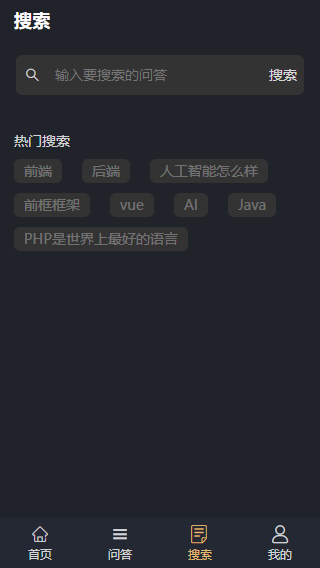 搜索
输入要搜索的问答 搜索
热门搜索
前端 后端 人工智能怎么样
前框框架 vue AI Java
PHP是世界上最好的语言
首页 问答 搜索 我的